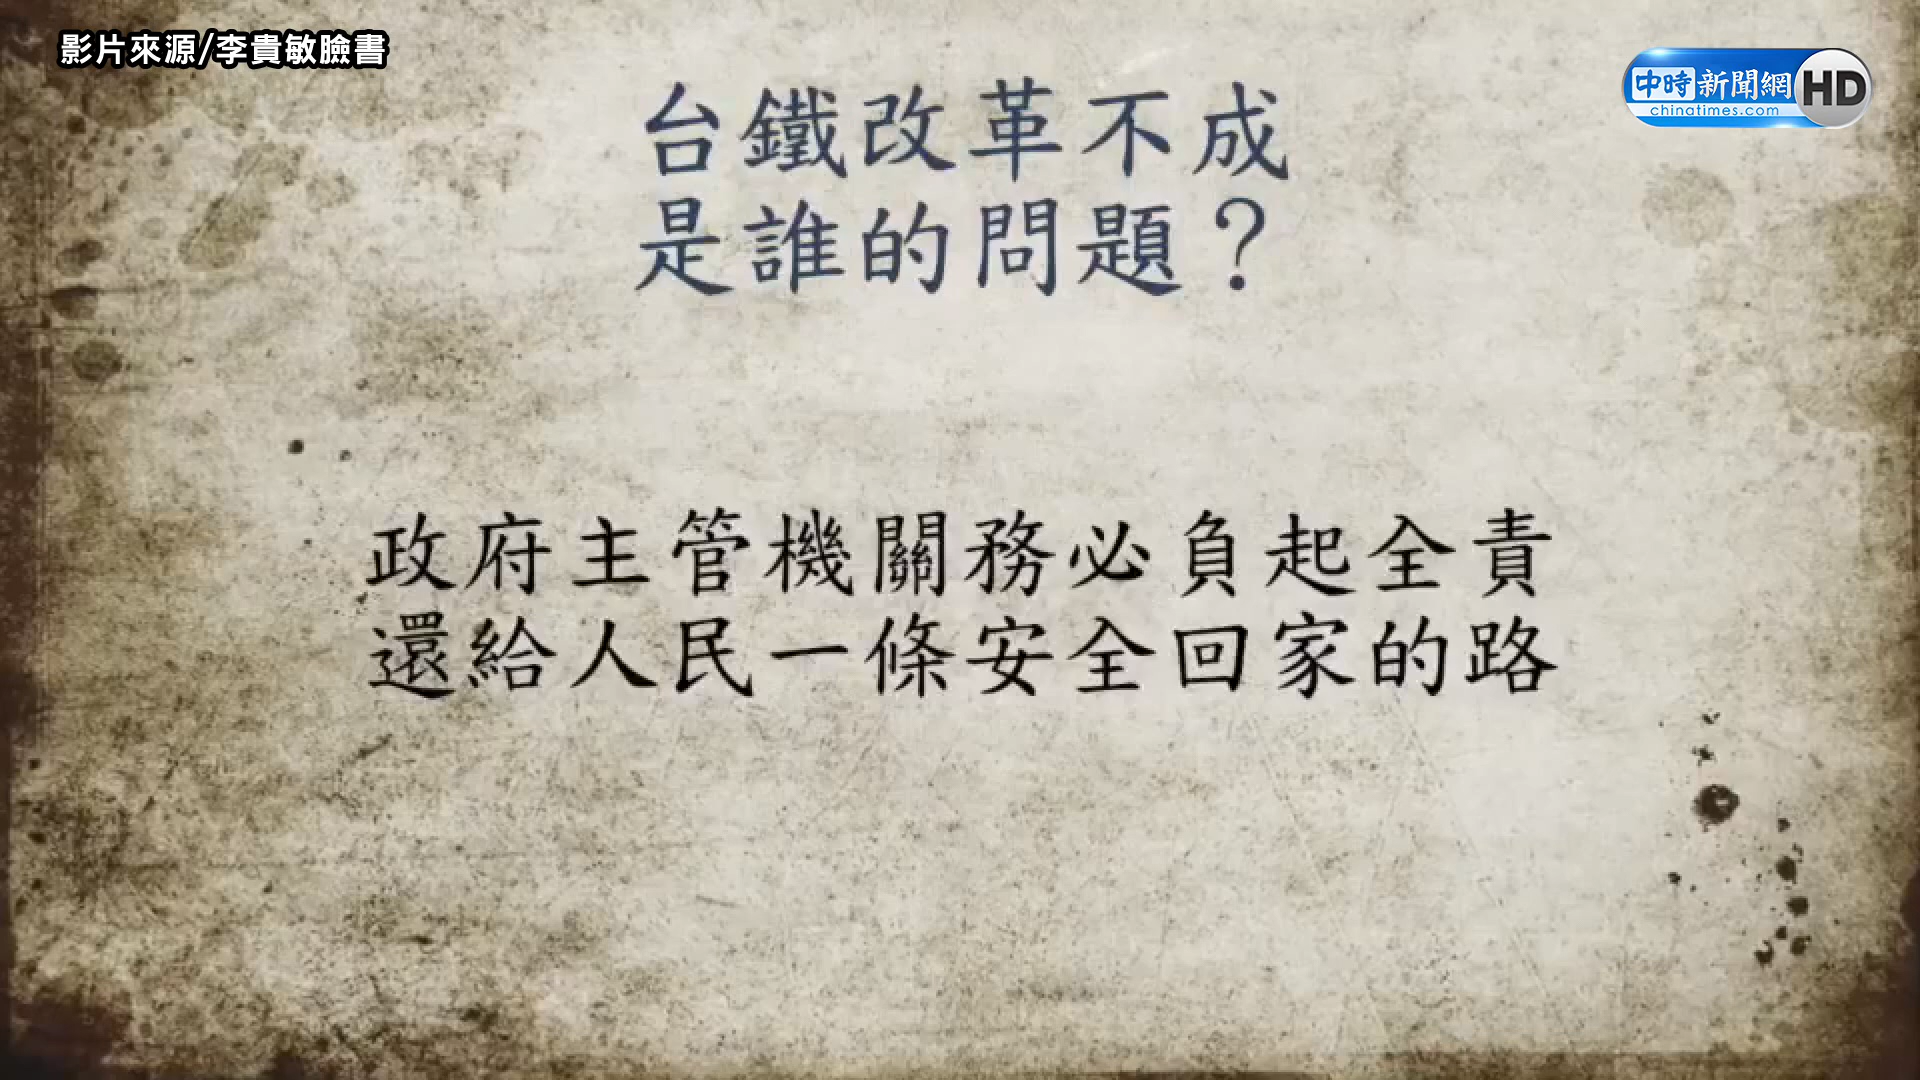 影片來源/李貴敏臉書
中時新聞網HD
chinatimes.com
台鐵改革不成
是誰的問題？
政府主管機關務必負起全責
還給人民一條安全回家的路